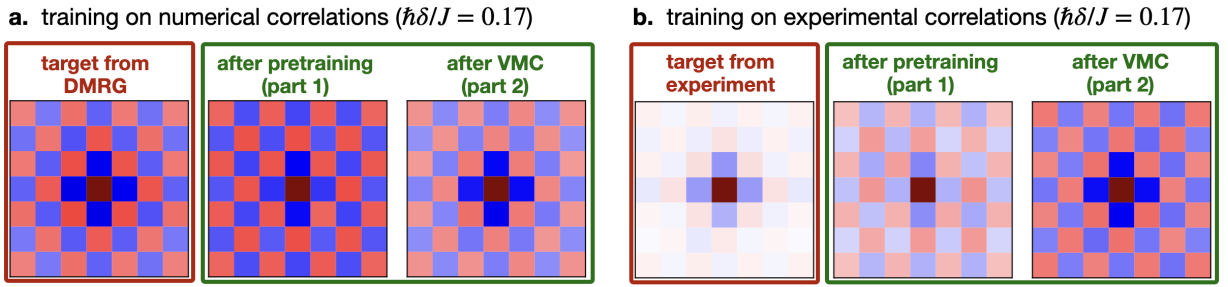 a. training on numerical correlations (ℏδ/J = 0.17)
target from
DMRG
after pretraining
(part 1)
after VMC
(part 2)
b. training on experimental correlations (ℏδ/J = 0.17)
target from
experiment
after pretraining
(part 1)
after VMC
(part 2)